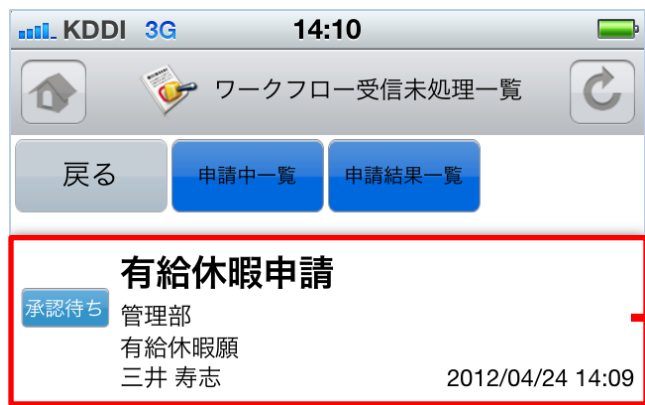 KDDI 3G 14:10
ワークフロー受信未処理一覧
戻る 申請中一覧 申請結果一覧
有給休暇申請
承認待ち 管理部
有給休暇願
三井 寿志 2012/04/24 14:09